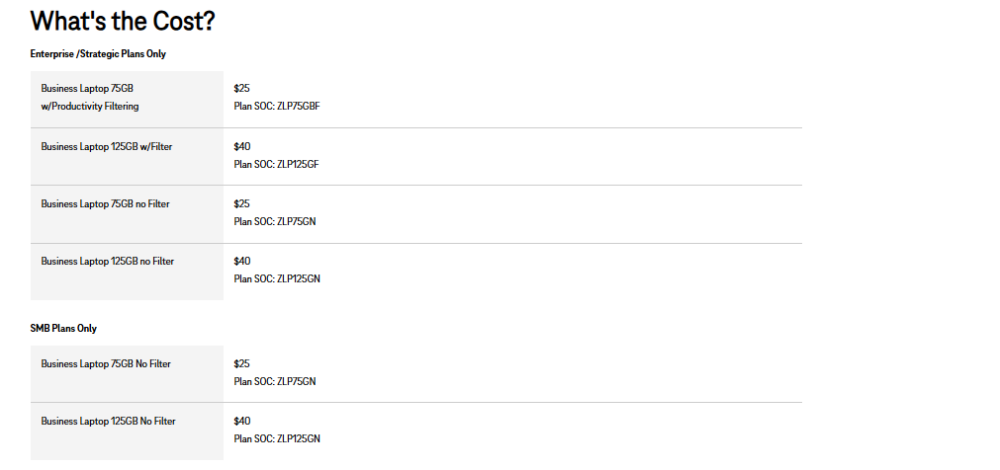 What's the Cost?
Enterprise /Strategic Plans Only
Business Laptop 75GB
w/Productivity Filtering
$25
Plan SOC: ZLP75GBF
Business Laptop 125GB w/Filter
$40
Plan SOC: ZLP125GF
Business Laptop 75GB no Filter
$25
Plan SOC: ZLP75GN
Business Laptop 125GB no Filter
$40
Plan SOC: ZLP125GN
SMB Plans Only
Business Laptop 75GB No Filter
$25
Plan SOC: ZLP75GN
Business Laptop 125GB No Filter
$40
Plan SOC: ZLP125GN